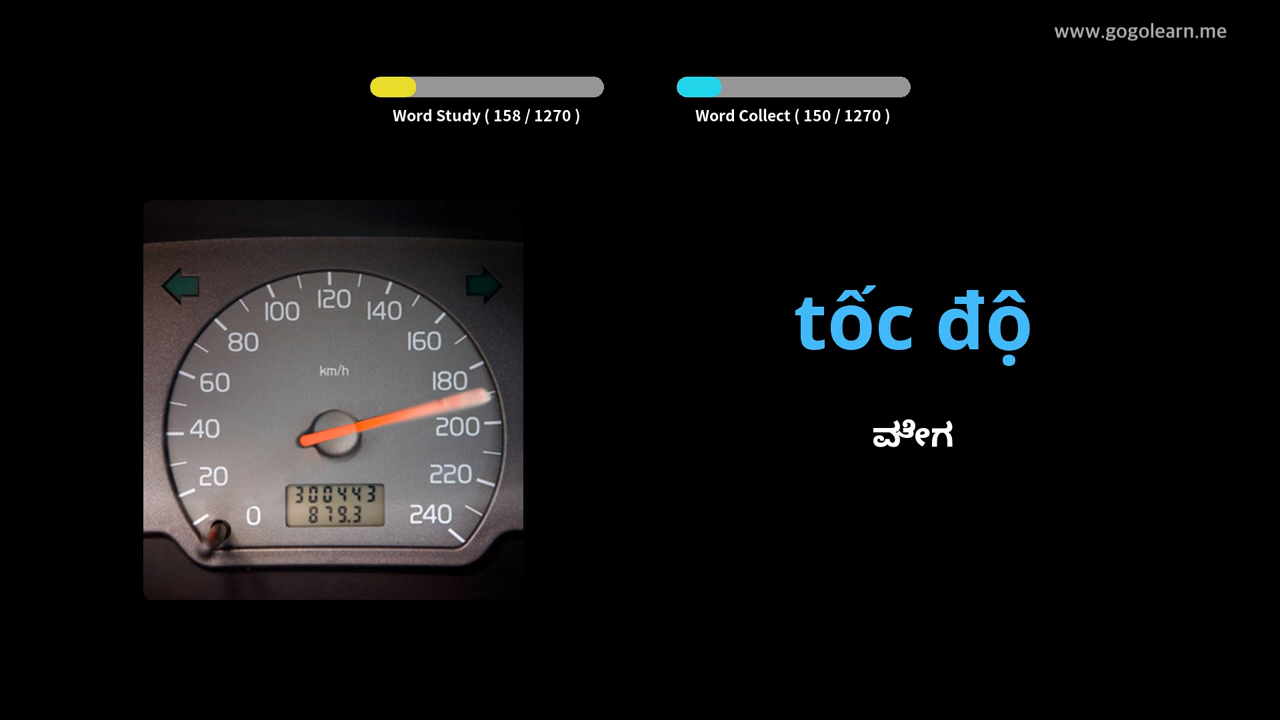 www.gogolearn.me
Word Study ( 158 / 1270 )
Word Collect ( 150 / 1270 )
tốc độ
ವೇಗ
120
100
140
80
160
km/h
60
180
40
200
20
220
300443
879.3
0
240